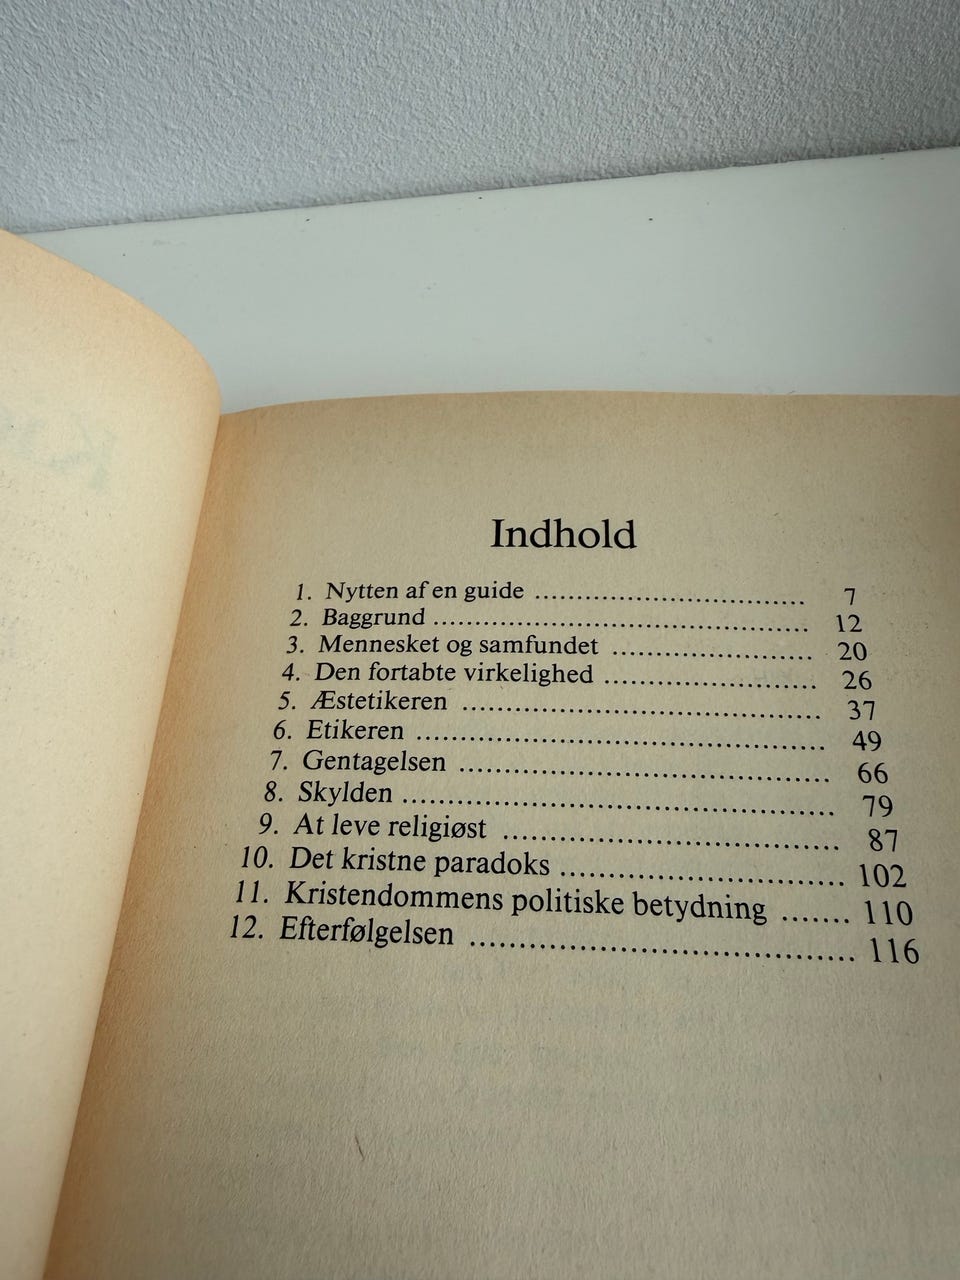 Indhold
1. Nytten af en guide .................................. 7
2. Baggrund ............................................... 12
3. Mennesket og samfundet ......................... 20
4. Den fortabte virkelighed ........................... 26
5. Æstetikeren ............................................. 37
6. Etikeren ................................................... 49
7. Gentagelsen .............................................. 66
8. Skylden .................................................... 79
9. At leve religiøst ......................................... 87
10. Det kristne paradoks ................................ 102
11. Kristendommens politiske betydning ....... 110
12. Efterfølgelsen ........................................... 116